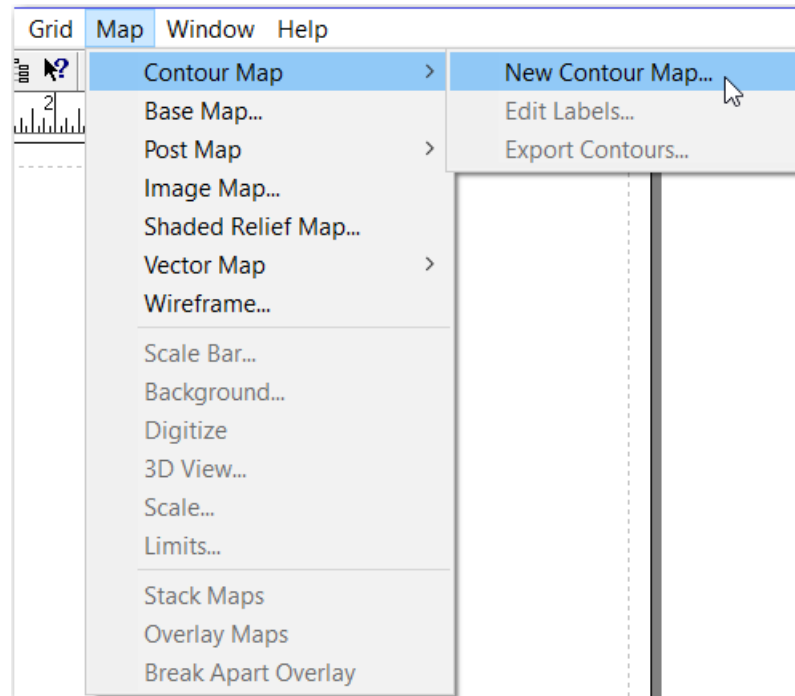 Grid Map Window Help
2
Contour Map
Base Map...
Post Map
Image Map...
Shaded Relief Map...
Vector Map
Wireframe...
Scale Bar...
Background...
Digitize
3D View...
Scale...
Limits...
Stack Maps
Overlay Maps
Break Apart Overlay
New Contour Map...
Edit Labels...
Export Contours...